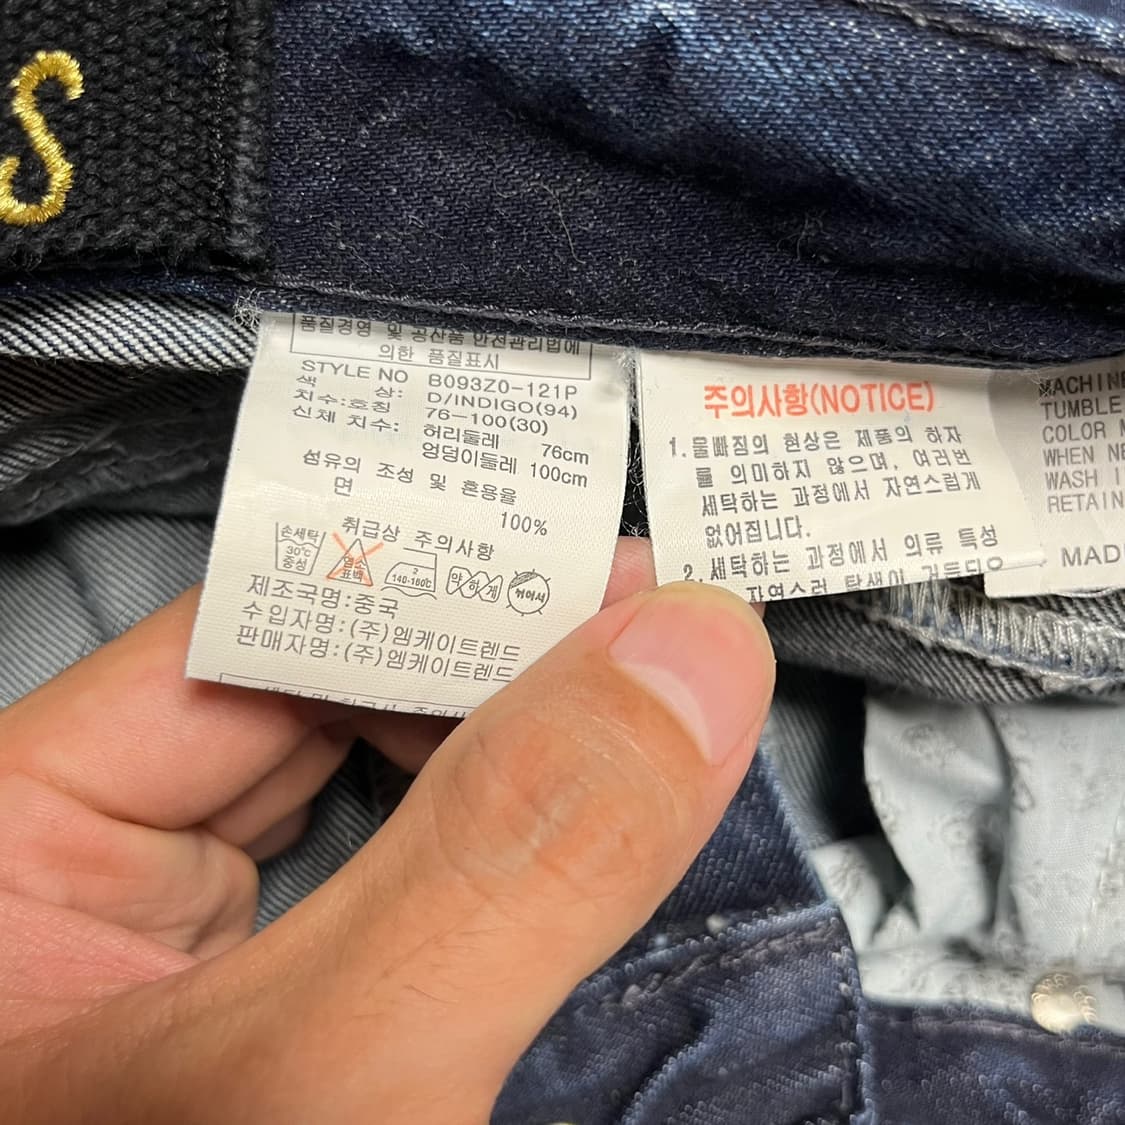 S
품질경영 및 공산품 안전관리법에
의한 품질표시
STYLE NO B093Z0-121P
색 상: D/INDIGO(94)
치수:호칭 76-100(30)
신체 치수: 허리둘레 76cm
엉덩이둘레 100cm
섬유의 조성 및 혼용율
면 100%
취급상 주의사항
손세탁
30℃
중성
염소
표백
2
140-160℃
약하게
뉘어서
제조국명:중국
수입자명:(주)엠케이트렌드
판매자명:(주)엠케이트렌드
주의사항(NOTICE)
1.물빠짐의 현상은 제품의 하자
를 의미하지 않으며, 여러번
세탁하는 과정에서 자연스럽게
없어집니다.
2.세탁하는 과정에서 의류 특성
MACHINE
TUMBLE
COLOR M
WHEN NE
WASH I
RETAIN
MAD